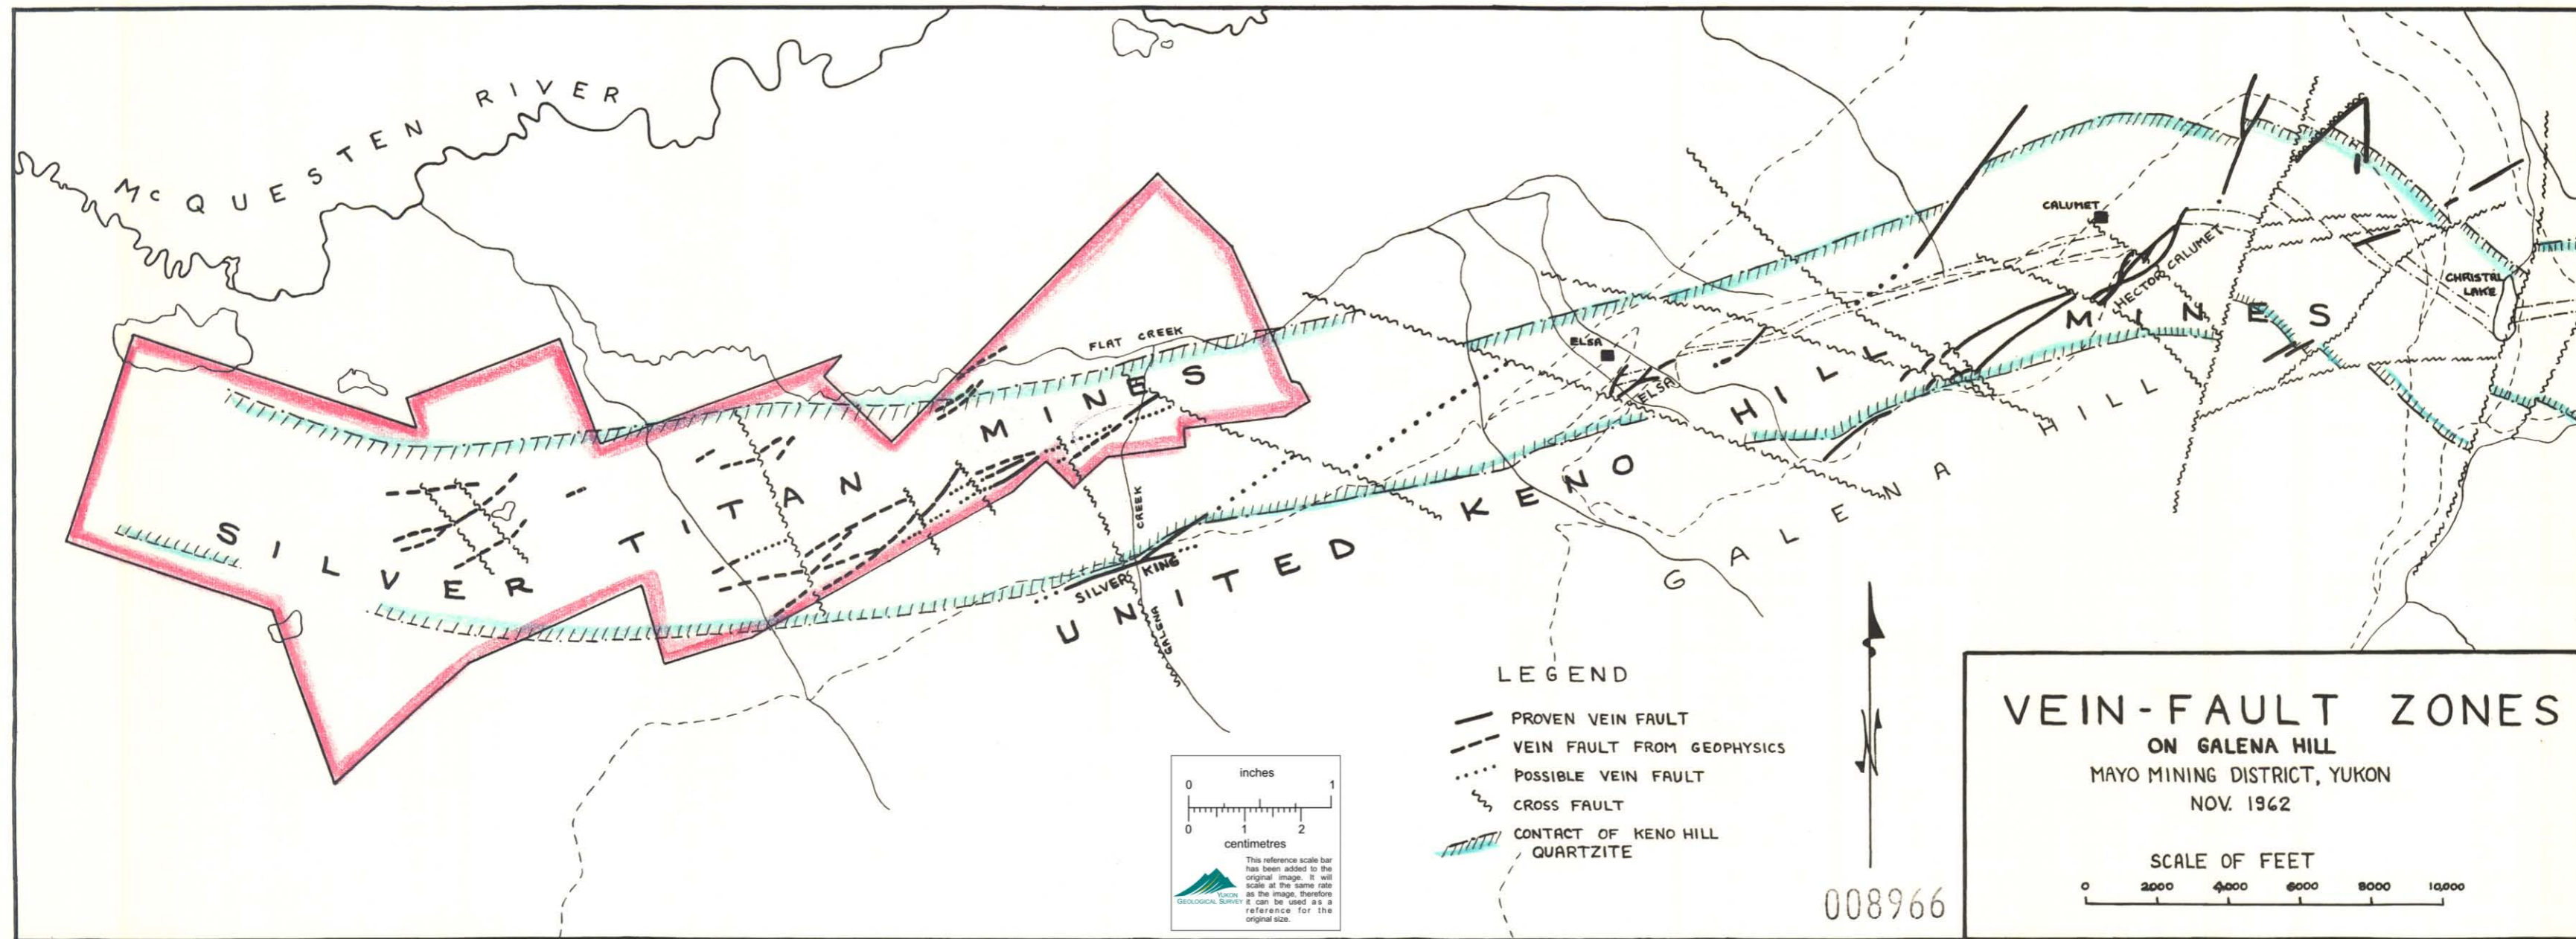 McQUESTEN RIVER
FLAT CREEK
SILVER TITAN MINES
SILVER KING
GALENA CREEK
UNITED KENO HILL MINES
GALENA HILL
ELSA
ELSA
CALUMET
HECTOR CALUMET
CHRISTAL
LAKE
LEGEND
PROVEN VEIN FAULT
VEIN FAULT FROM GEOPHYSICS
POSSIBLE VEIN FAULT
CROSS FAULT
CONTACT OF KENO HILL
QUARTZITE
N
inches
0 1
0 1 2
centimetres
This reference scale bar
has been added to the
original image. It will
scale at the same rate
as the image, therefore
it can be used as a
reference for the
original size.
YUKON
GEOLOGICAL SURVEY
008966
VEIN-FAULT ZONES
ON GALENA HILL
MAYO MINING DISTRICT, YUKON
NOV. 1962
SCALE OF FEET
0 2000 4,000 6000 8000 10,000